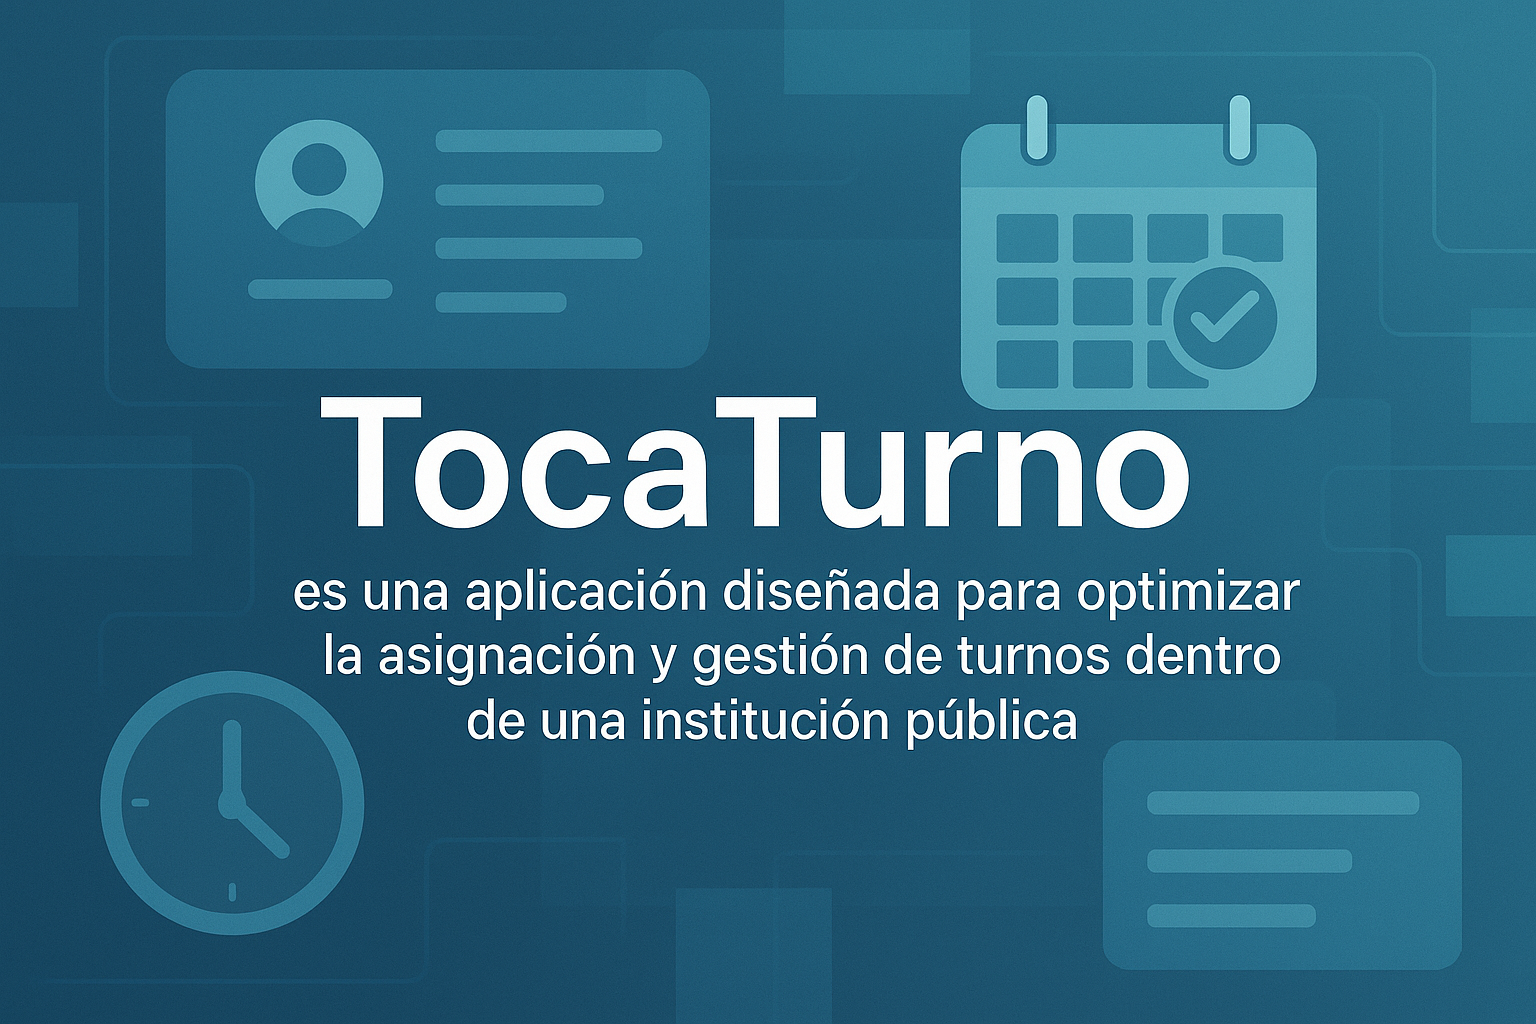 TocaTurno
es una aplicación diseñada para optimizar
la asignación y gestión de turnos dentro
de una institución pública